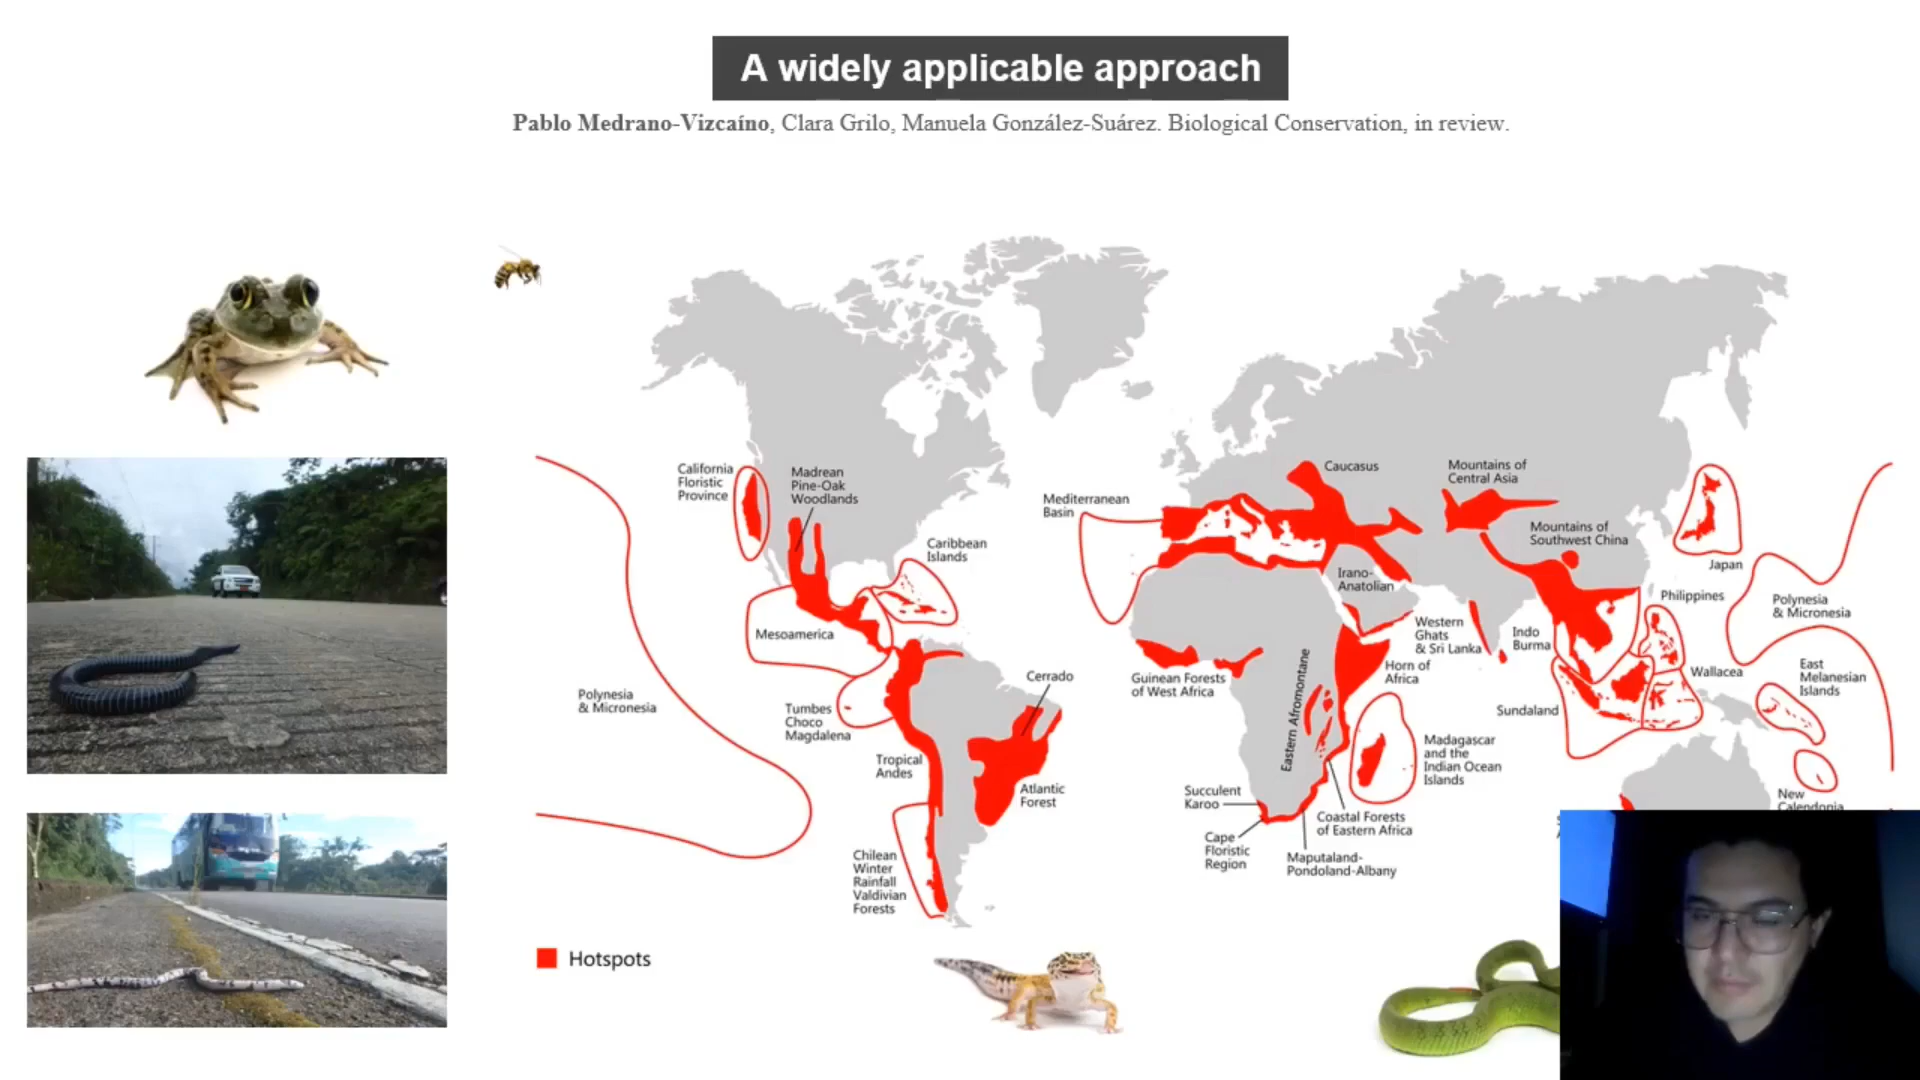 A widely applicable approach
Pablo Medrano-Vizcaíno, Clara Grilo, Manuela González-Suárez. Biological Conservation, in review.
California
Floristic
Province
Madrean
Pine-Oak
Woodlands
Caribbean
Islands
Mesoamerica
Polynesia
& Micronesia
Tumbes
Choco
Magdalena
Tropical
Andes
Cerrado
Atlantic
Forest
Chilean
Winter
Rainfall
Valdivian
Forests
Mediterranean
Basin
Caucasus
Mountains of
Central Asia
Mountains of
Southwest China
Irano-
Anatolian
Japan
Philippines
Polynesia
& Micronesia
Western
Ghats
& Sri Lanka
Indo
Burma
Horn of
Africa
Guinean Forests
of West Africa
Eastern Afromontane
Wallacea
East
Melanesian
Islands
Sundaland
Madagascar
and the
Indian Ocean
Islands
Succulent
Karoo
Cape
Floristic
Region
Coastal Forests
of Eastern Africa
Maputaland-
Pondoland-Albany
New
Caledonia
Hotspots